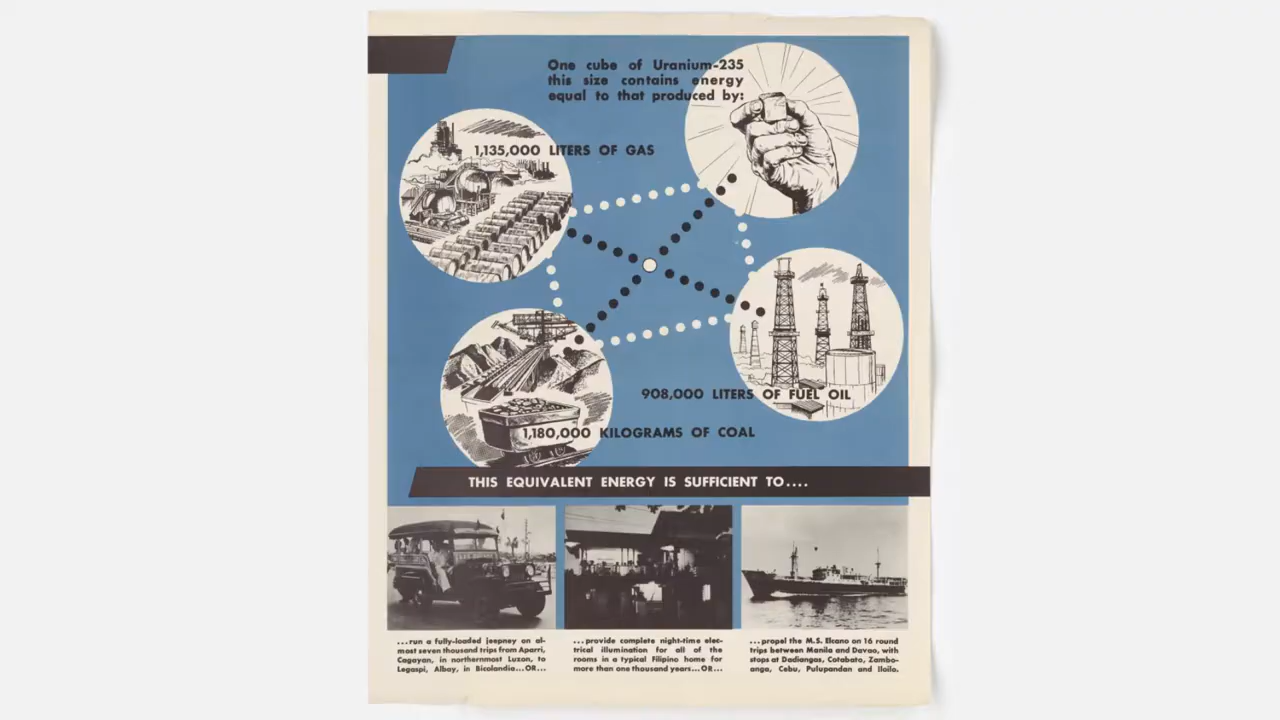 One cube of Uranium-235
this size contains energy
equal to that produced by:
1,135,000 LITERS OF GAS
908,000 LITERS OF FUEL OIL
1,180,000 KILOGRAMS OF COAL
THIS EQUIVALENT ENERGY IS SUFFICIENT TO....
...run a fully-loaded jeepney on al-
most seven thousand trips from Aparri,
Cagayan, in northernmost Luzon, to
Legaspi, Albay, in Bicolandia...OR...
...provide complete night-time elec-
trical illumination for all of the
rooms in a typical Filipino home for
more than one thousand years...OR...
...propel the M.S. Elcano on 16 round
trips between Manila and Davao, with
stops at Dadiangas, Cotabato, Zambo-
anga, Cebu, Pulupandan and Iloilo.